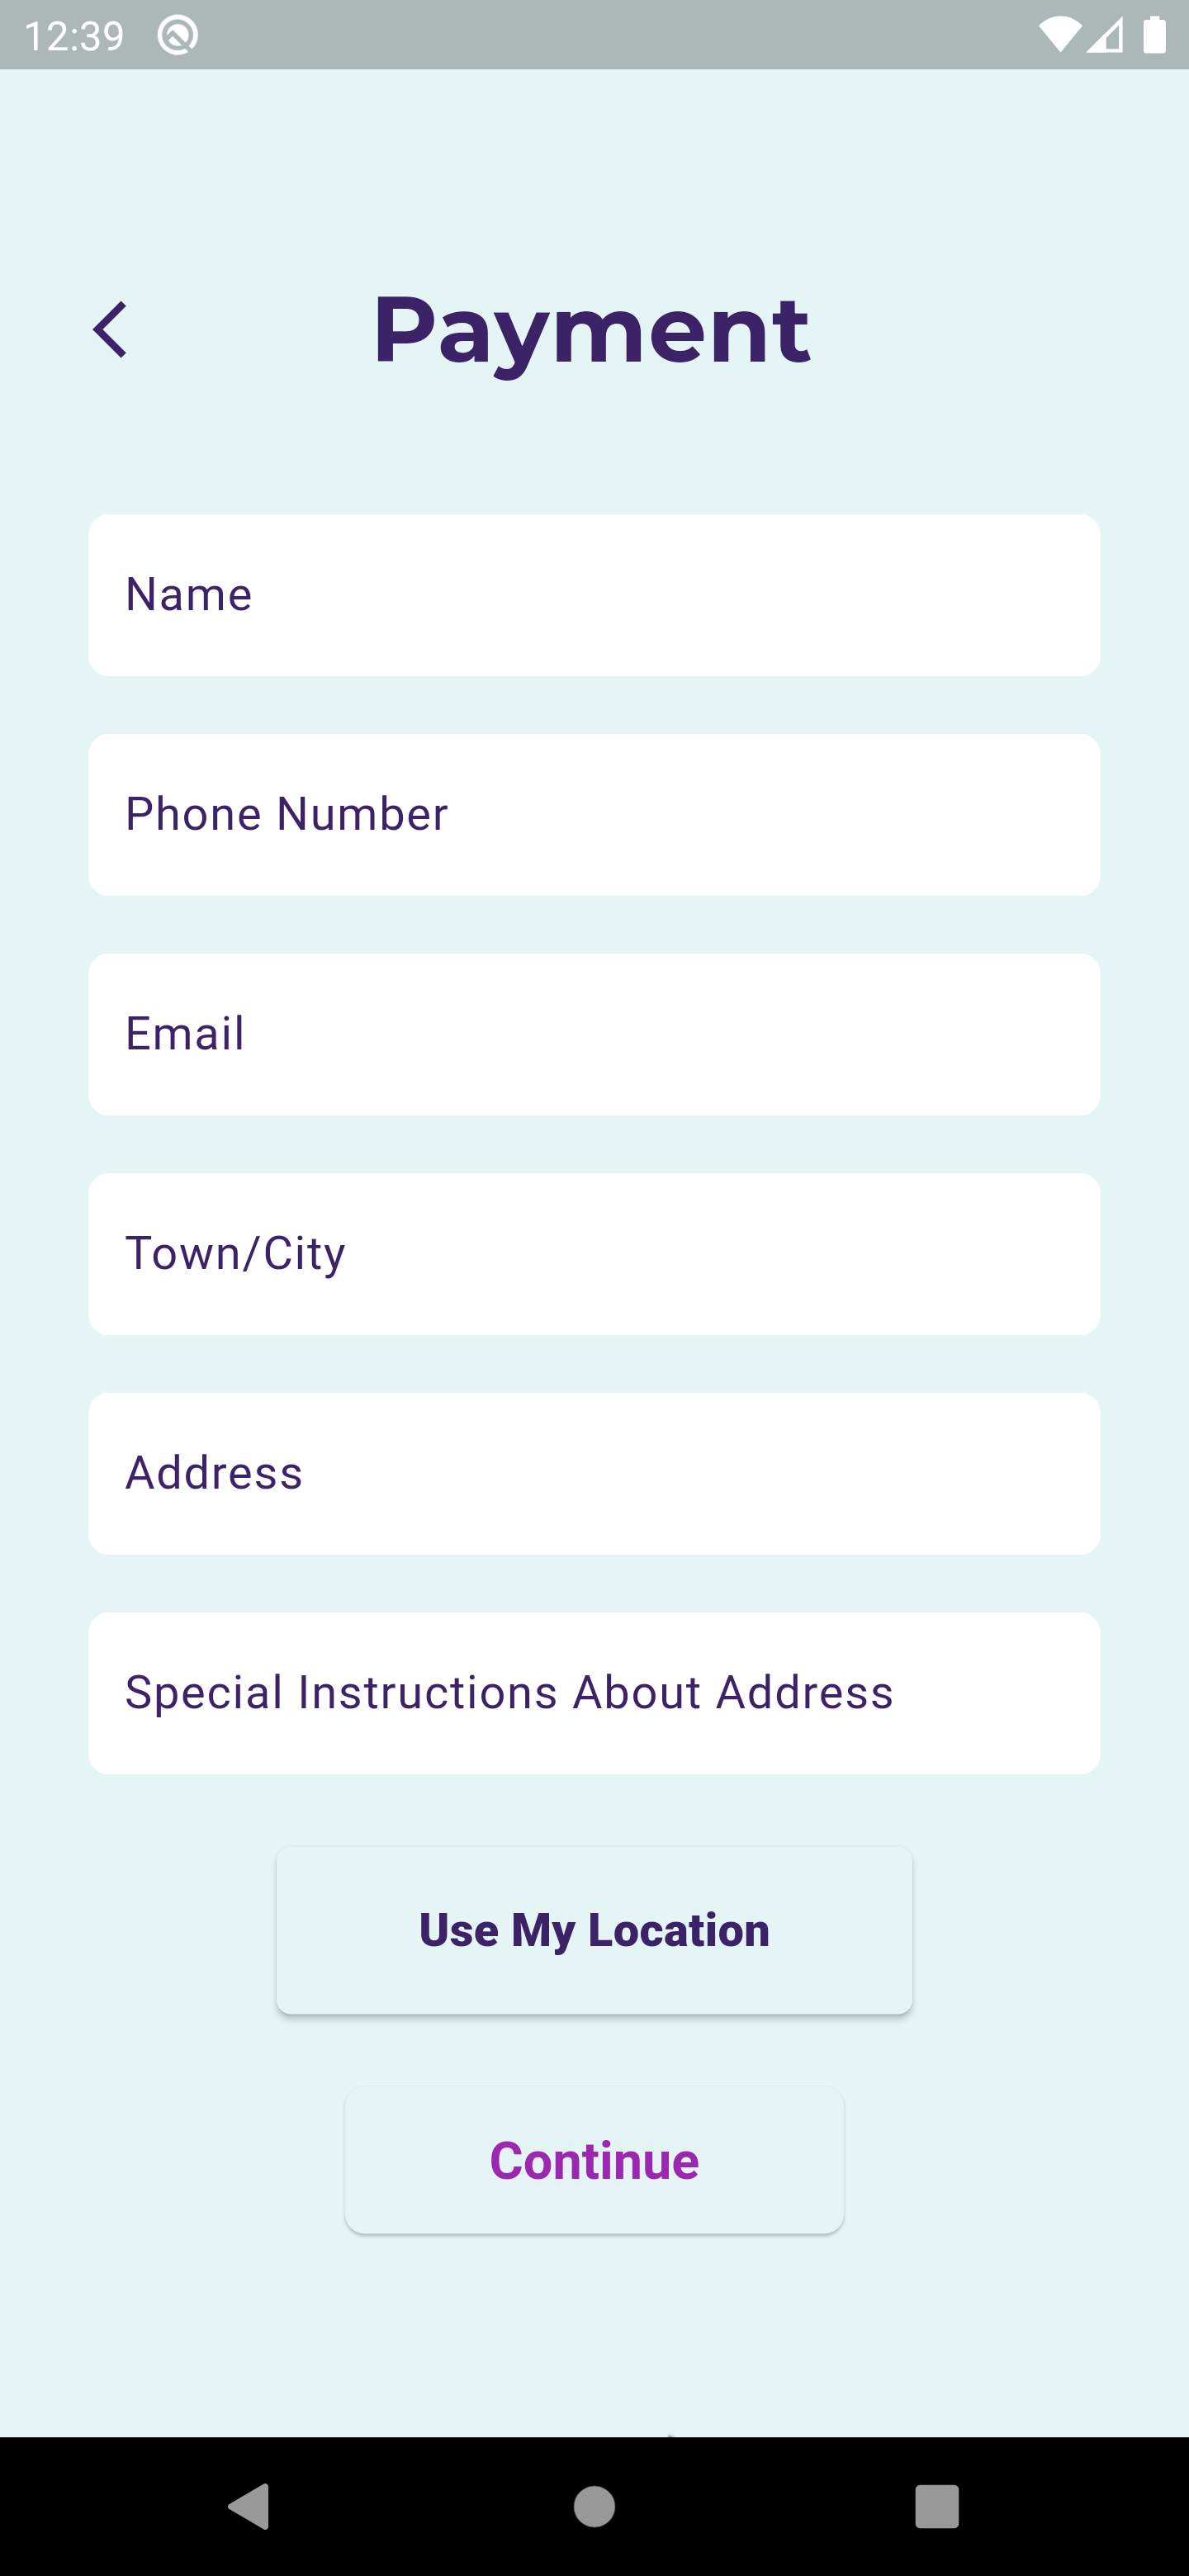 12:39
Payment
Name
Phone Number
Email
Town/City
Address
Special Instructions About Address
Use My Location
Continue